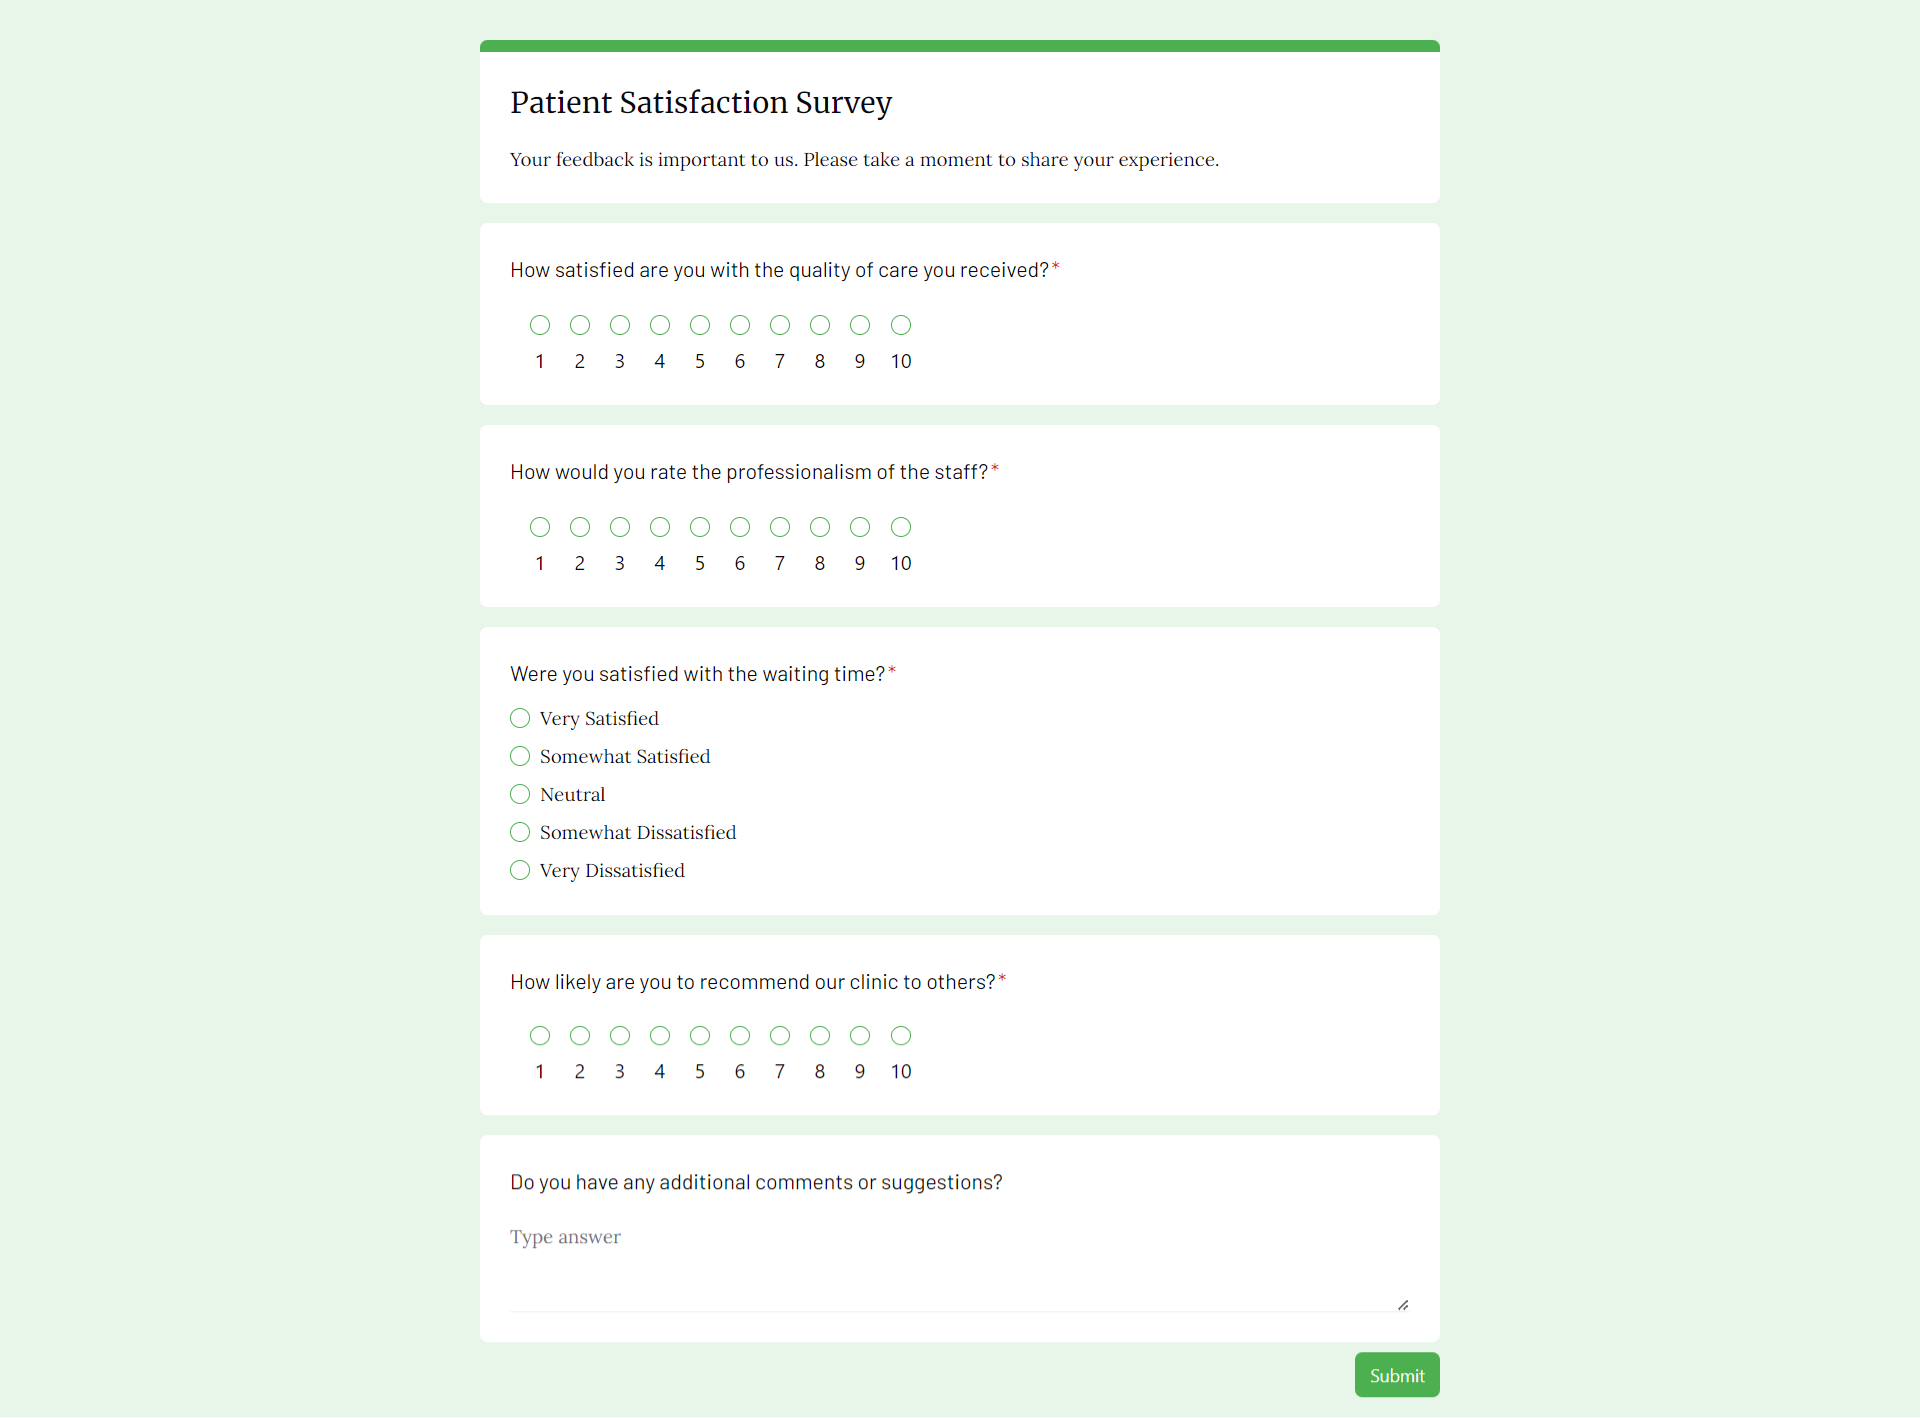 Patient Satisfaction Survey
Your feedback is important to us. Please take a moment to share your experience.
How satisfied are you with the quality of care you received?*
1 2 3 4 5 6 7 8 9 10
How would you rate the professionalism of the staff?*
1 2 3 4 5 6 7 8 9 10
Were you satisfied with the waiting time?*
Very Satisfied
Somewhat Satisfied
Neutral
Somewhat Dissatisfied
Very Dissatisfied
How likely are you to recommend our clinic to others?*
1 2 3 4 5 6 7 8 9 10
Do you have any additional comments or suggestions?
Type answer
Submit